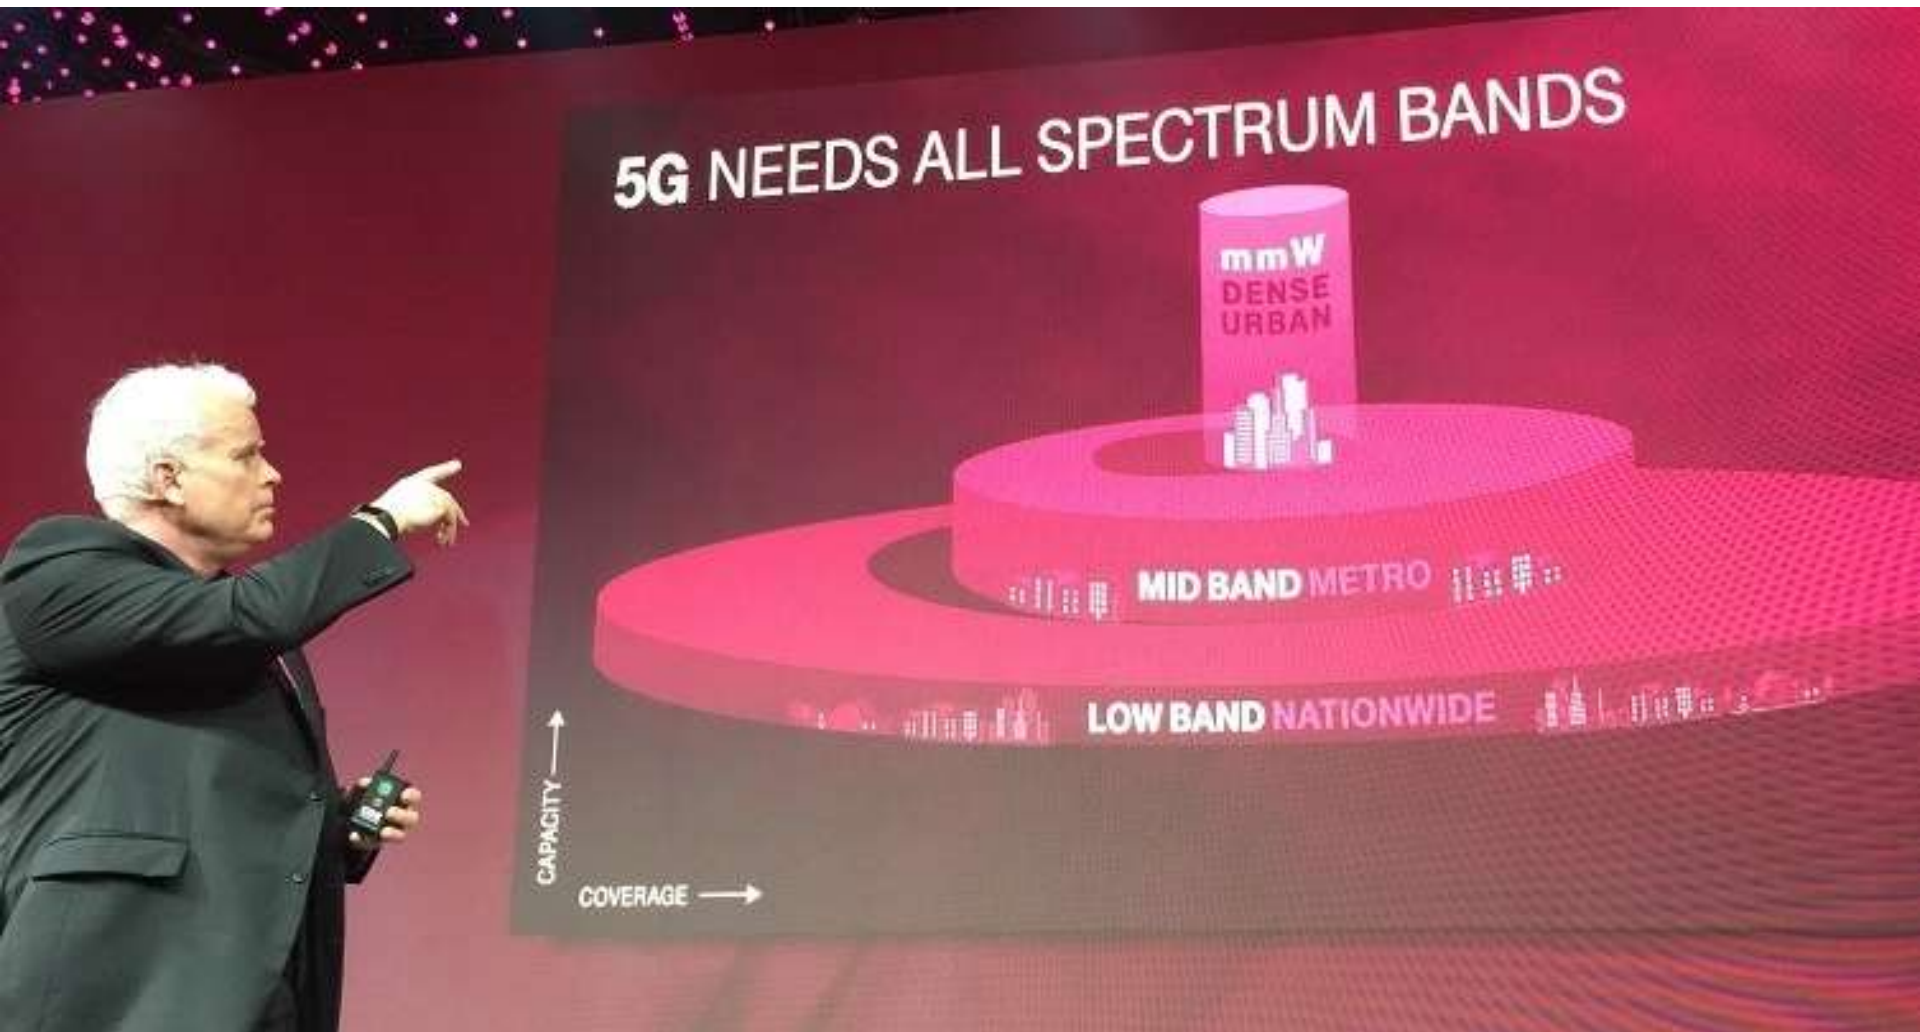 5G NEEDS ALL SPECTRUM BANDS
mmW
DENSE
URBAN
MID BAND METRO
LOW BAND NATIONWIDE
CAPACITY
COVERAGE